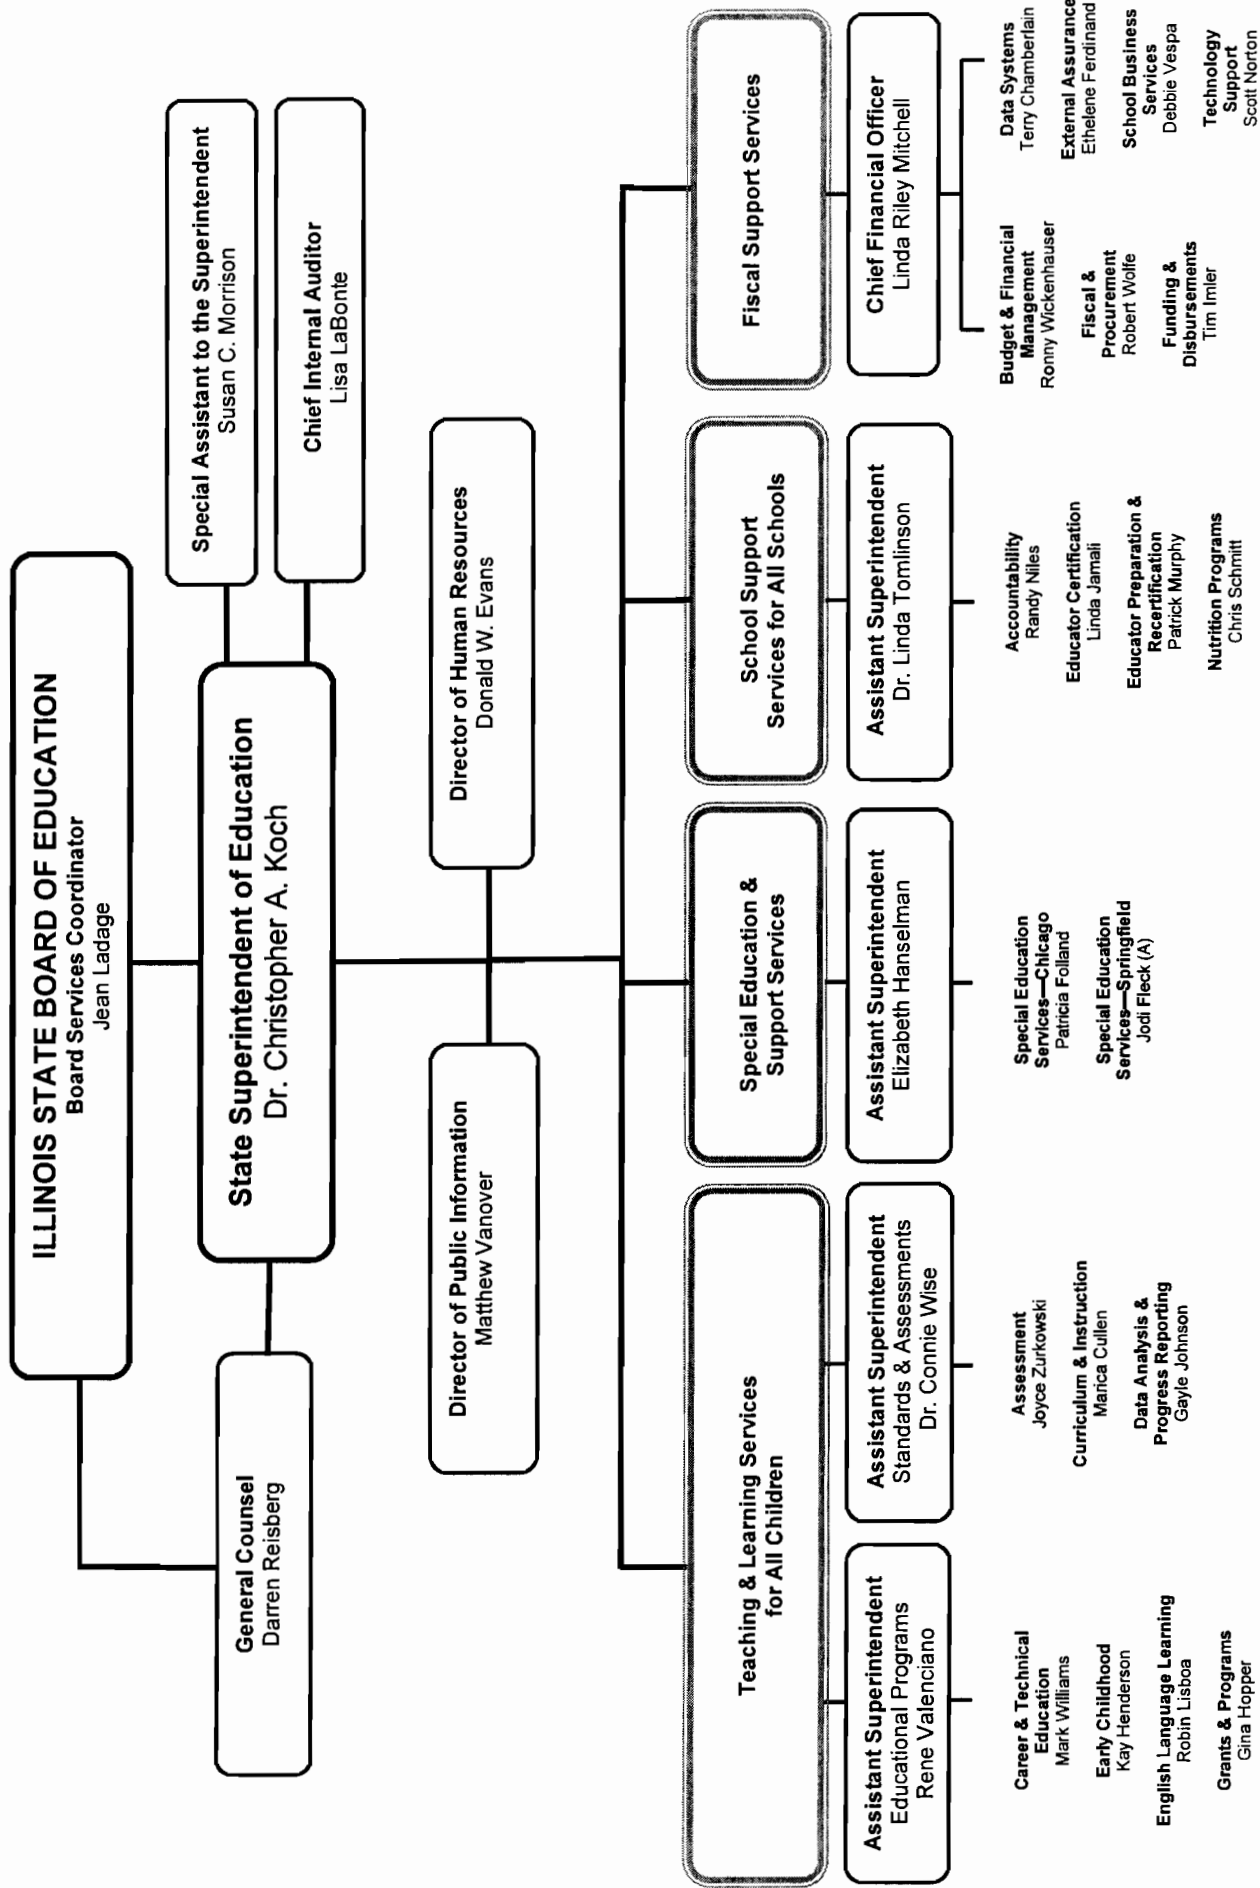 ILLINOIS STATE BOARD OF EDUCATION
Board Services Coordinator
Jean Ladage
General Counsel
Darren Reisberg
State Superintendent of Education
Dr. Christopher A. Koch
Special Assistant to the Superintendent
Susan C. Morrison
Chief Internal Auditor
Lisa LaBonte
Director of Public Information
Matthew Vanover
Director of Human Resources
Donald W. Evans
Teaching & Learning Services
for All Children
Assistant Superintendent
Educational Programs
Rene Valenciano
Career & Technical
Education
Mark Williams
Early Childhood
Kay Henderson
English Language Learning
Robin Lisboa
Grants & Programs
Gina Hopper
Assistant Superintendent
Standards & Assessments
Dr. Connie Wise
Assessment
Joyce Zurkowski
Curriculum & Instruction
Marica Cullen
Data Analysis &
Progress Reporting
Gayle Johnson
Special Education &
Support Services
Assistant Superintendent
Elizabeth Hanselman
Special Education
Services—Chicago
Patricia Folland
Special Education
Services—Springfield
Jodi Fleck (A)
School Support
Services for All Schools
Assistant Superintendent
Dr. Linda Tomlinson
Accountability
Randy Niles
Educator Certification
Linda Jamali
Educator Preparation &
Recertification
Patrick Murphy
Nutrition Programs
Chris Schmitt
Fiscal Support Services
Chief Financial Officer
Linda Riley Mitchell
Budget & Financial
Management
Ronny Wickenhauser
Fiscal &
Procurement
Robert Wolfe
Funding &
Disbursements
Tim Imler
Data Systems
Terry Chamberlain
External Assurance
Ethelene Ferdinand
School Business
Services
Debbie Vespa
Technology
Support
Scott Norton